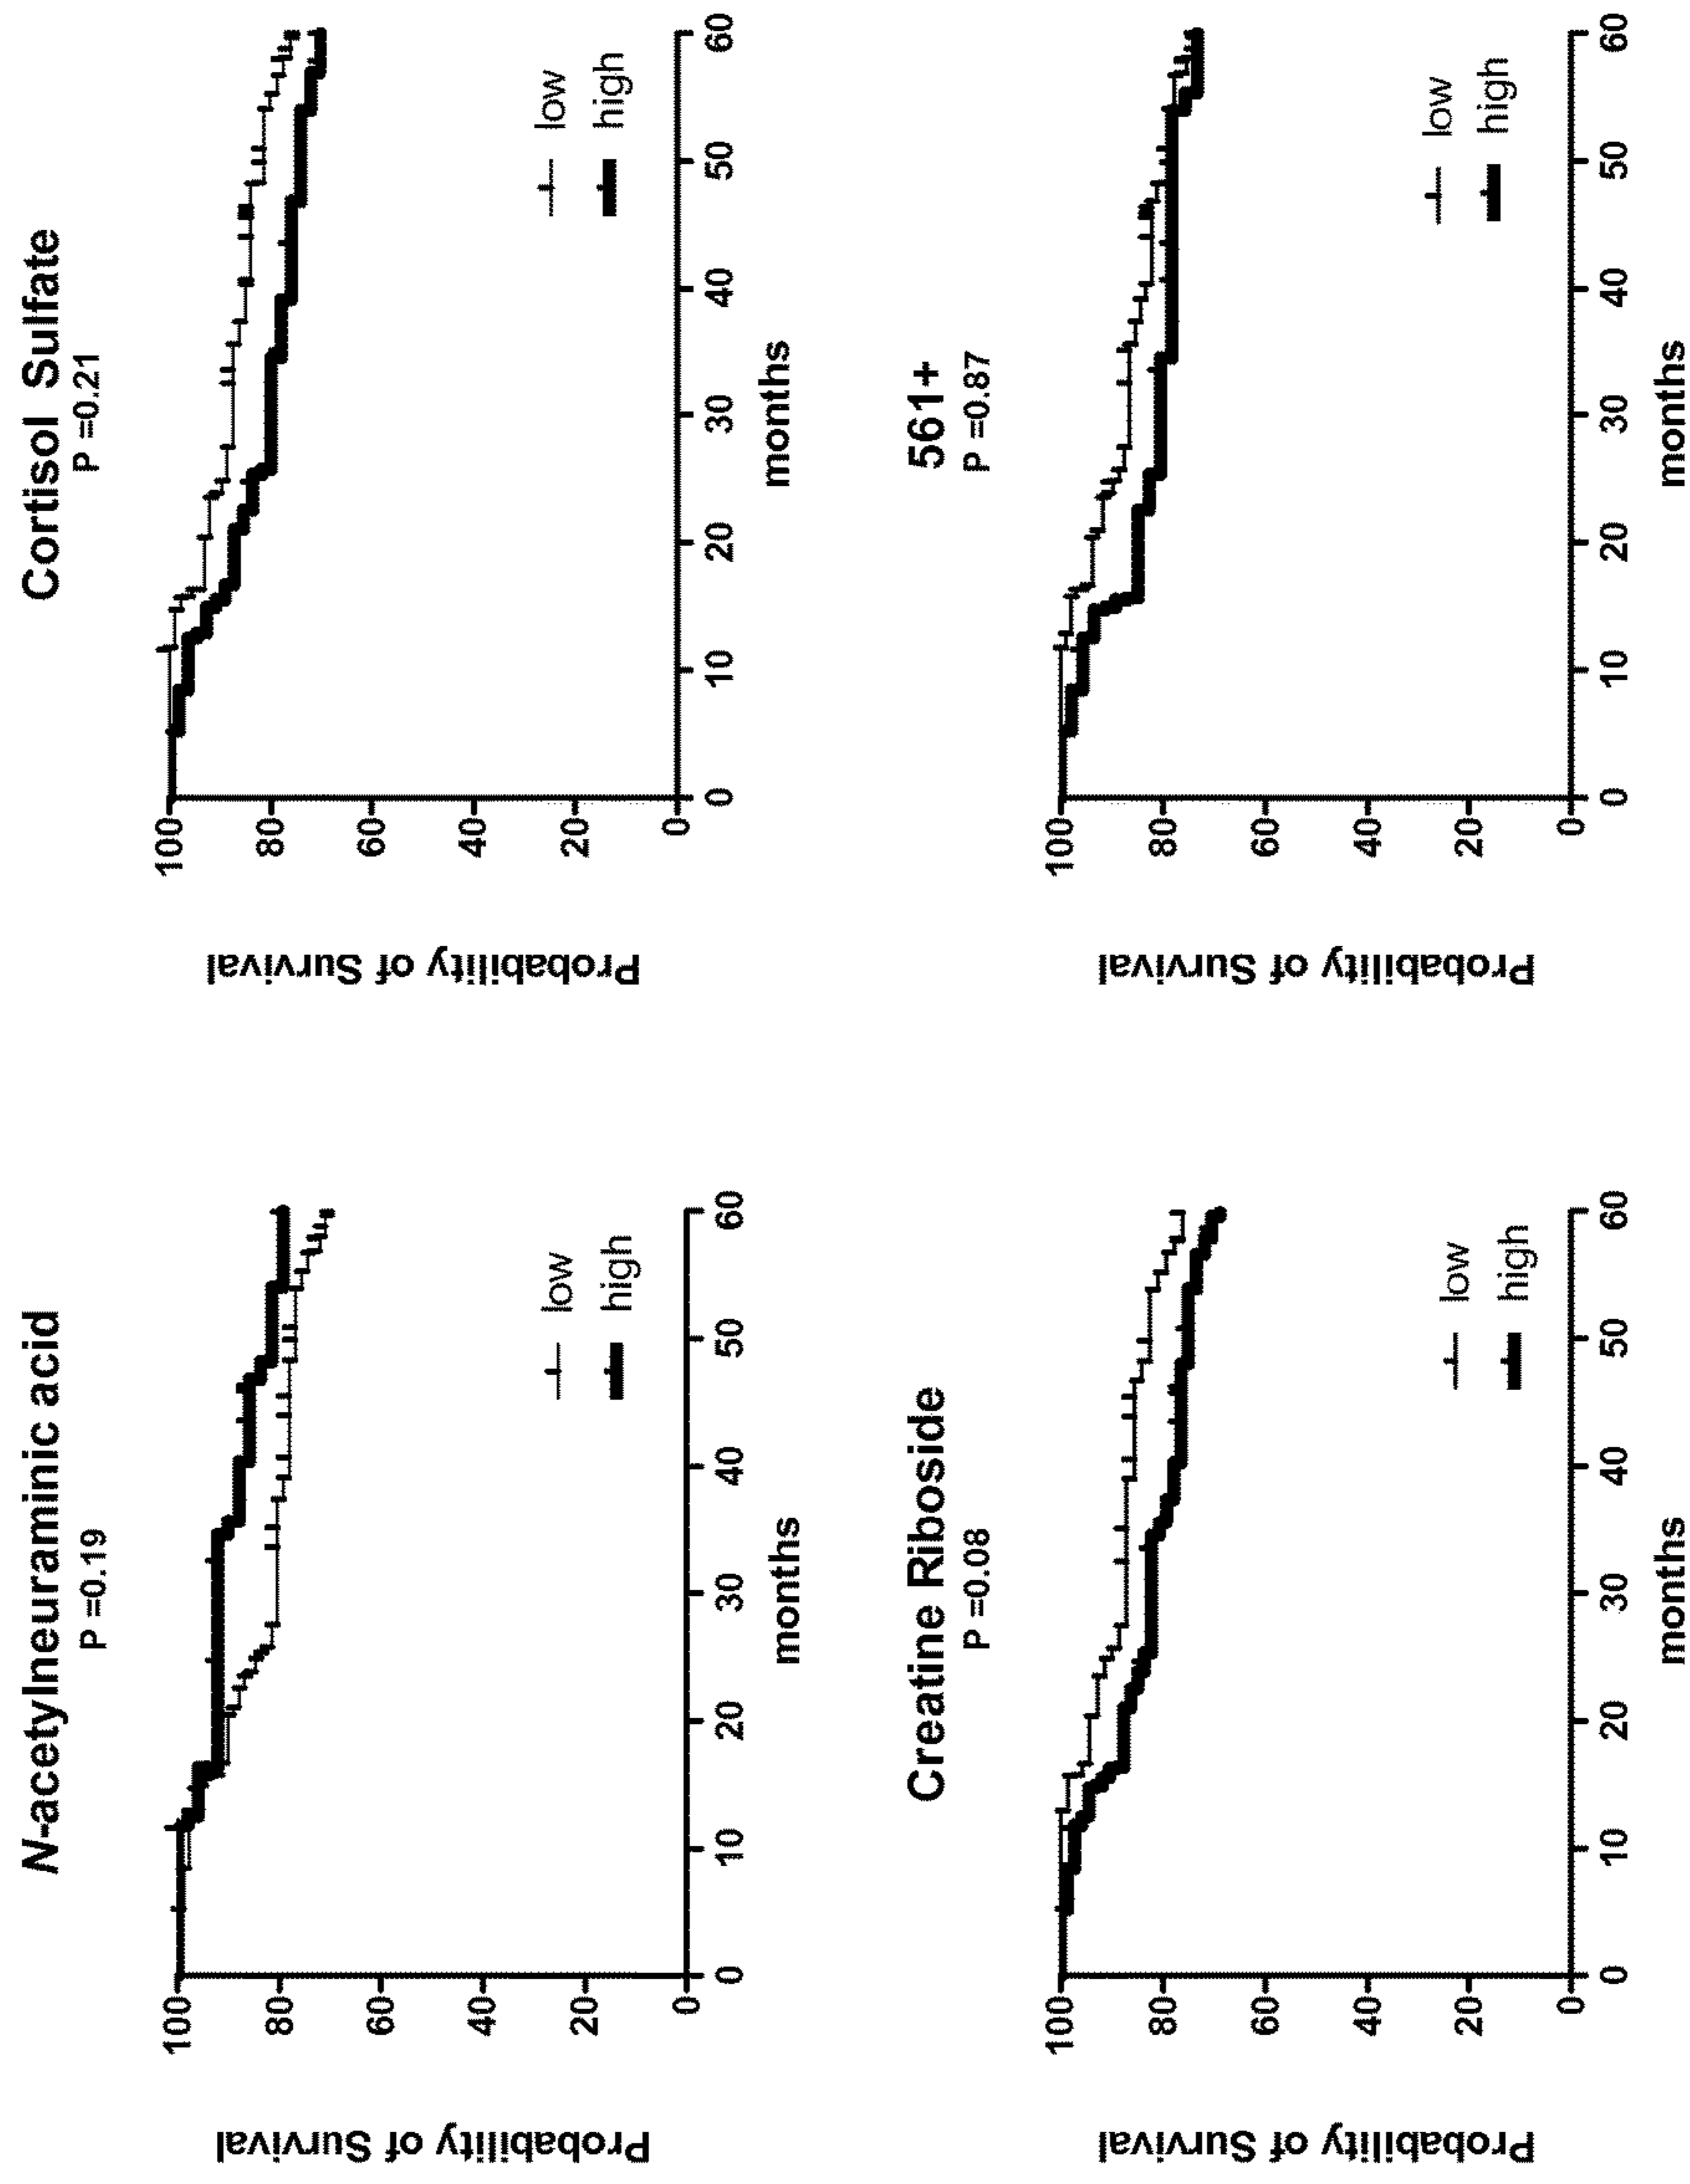 N-acetylneuraminic acid
P =0.19
Probability of Survival
100
80
60
40
20
0
0 10 20 30 40 50 60
months
low
high
Cortisol Sulfate
P =0.21
Probability of Survival
100
80
60
40
20
0
0 10 20 30 40 50 60
months
low
high
Creatine Riboside
P =0.08
Probability of Survival
100
80
60
40
20
0
0 10 20 30 40 50 60
months
low
high
561+
P =0.87
Probability of Survival
100
80
60
40
20
0
0 10 20 30 40 50 60
months
low
high